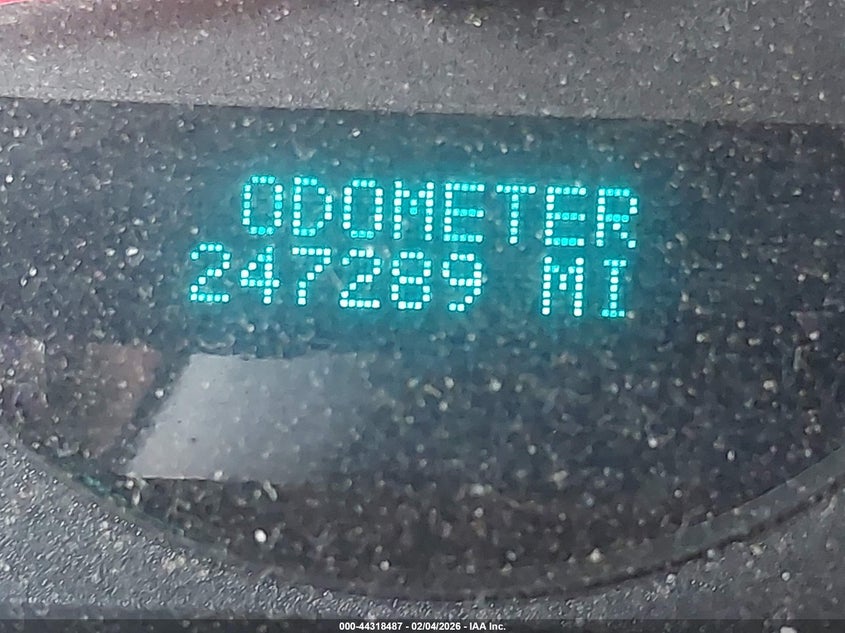 ODOMETER
247289 MI
000-44318487 - 02/04/2026 - IAA Inc.